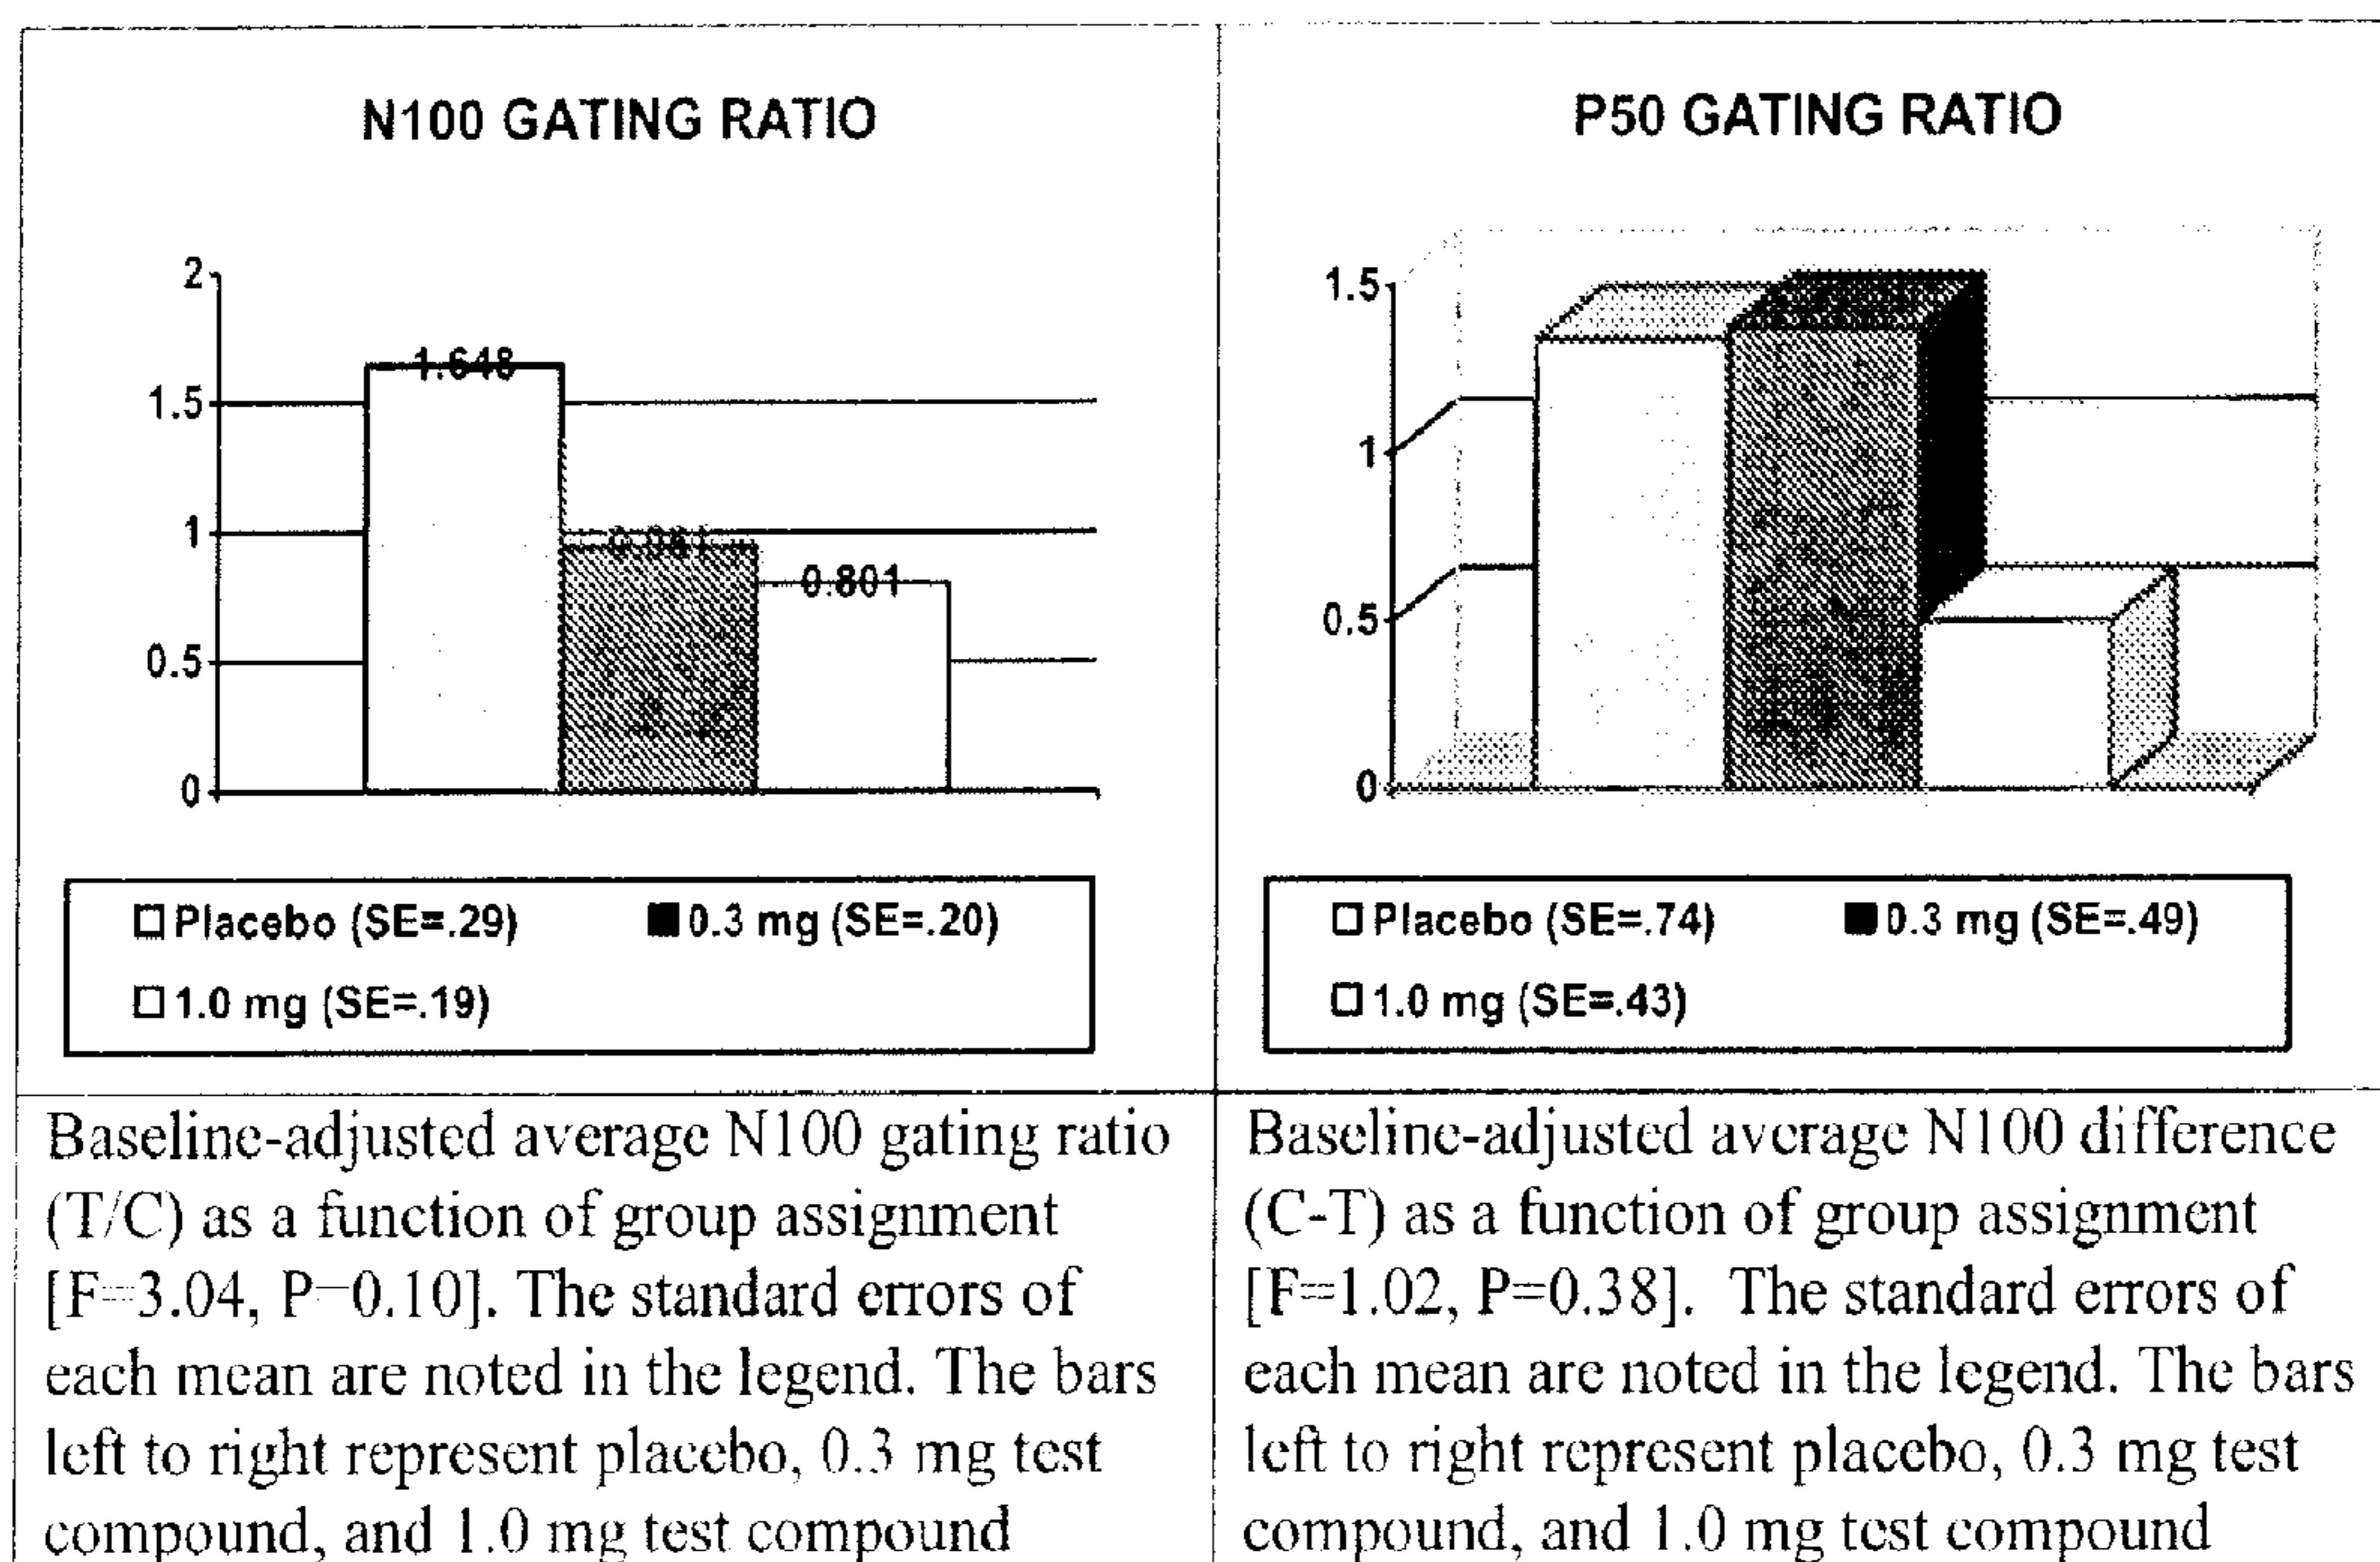 N100 GATING RATIO
2
1.5
1
0.5
0
1.648
0.801
Placebo (SE=.29) 0.3 mg (SE=.20)
1.0 mg (SE=.19)
Baseline-adjusted average N100 gating ratio
(T/C) as a function of group assignment
[F=3.04, P=0.10]. The standard errors of
each mean are noted in the legend. The bars
left to right represent placebo, 0.3 mg test
compound, and 1.0 mg test compound
P50 GATING RATIO
1.5
1
0.5
0
Placebo (SE=.74) 0.3 mg (SE=.49)
1.0 mg (SE=.43)
Baseline-adjusted average N100 difference
(C-T) as a function of group assignment
[F=1.02, P=0.38]. The standard errors of
each mean are noted in the legend. The bars
left to right represent placebo, 0.3 mg test
compound, and 1.0 mg test compound